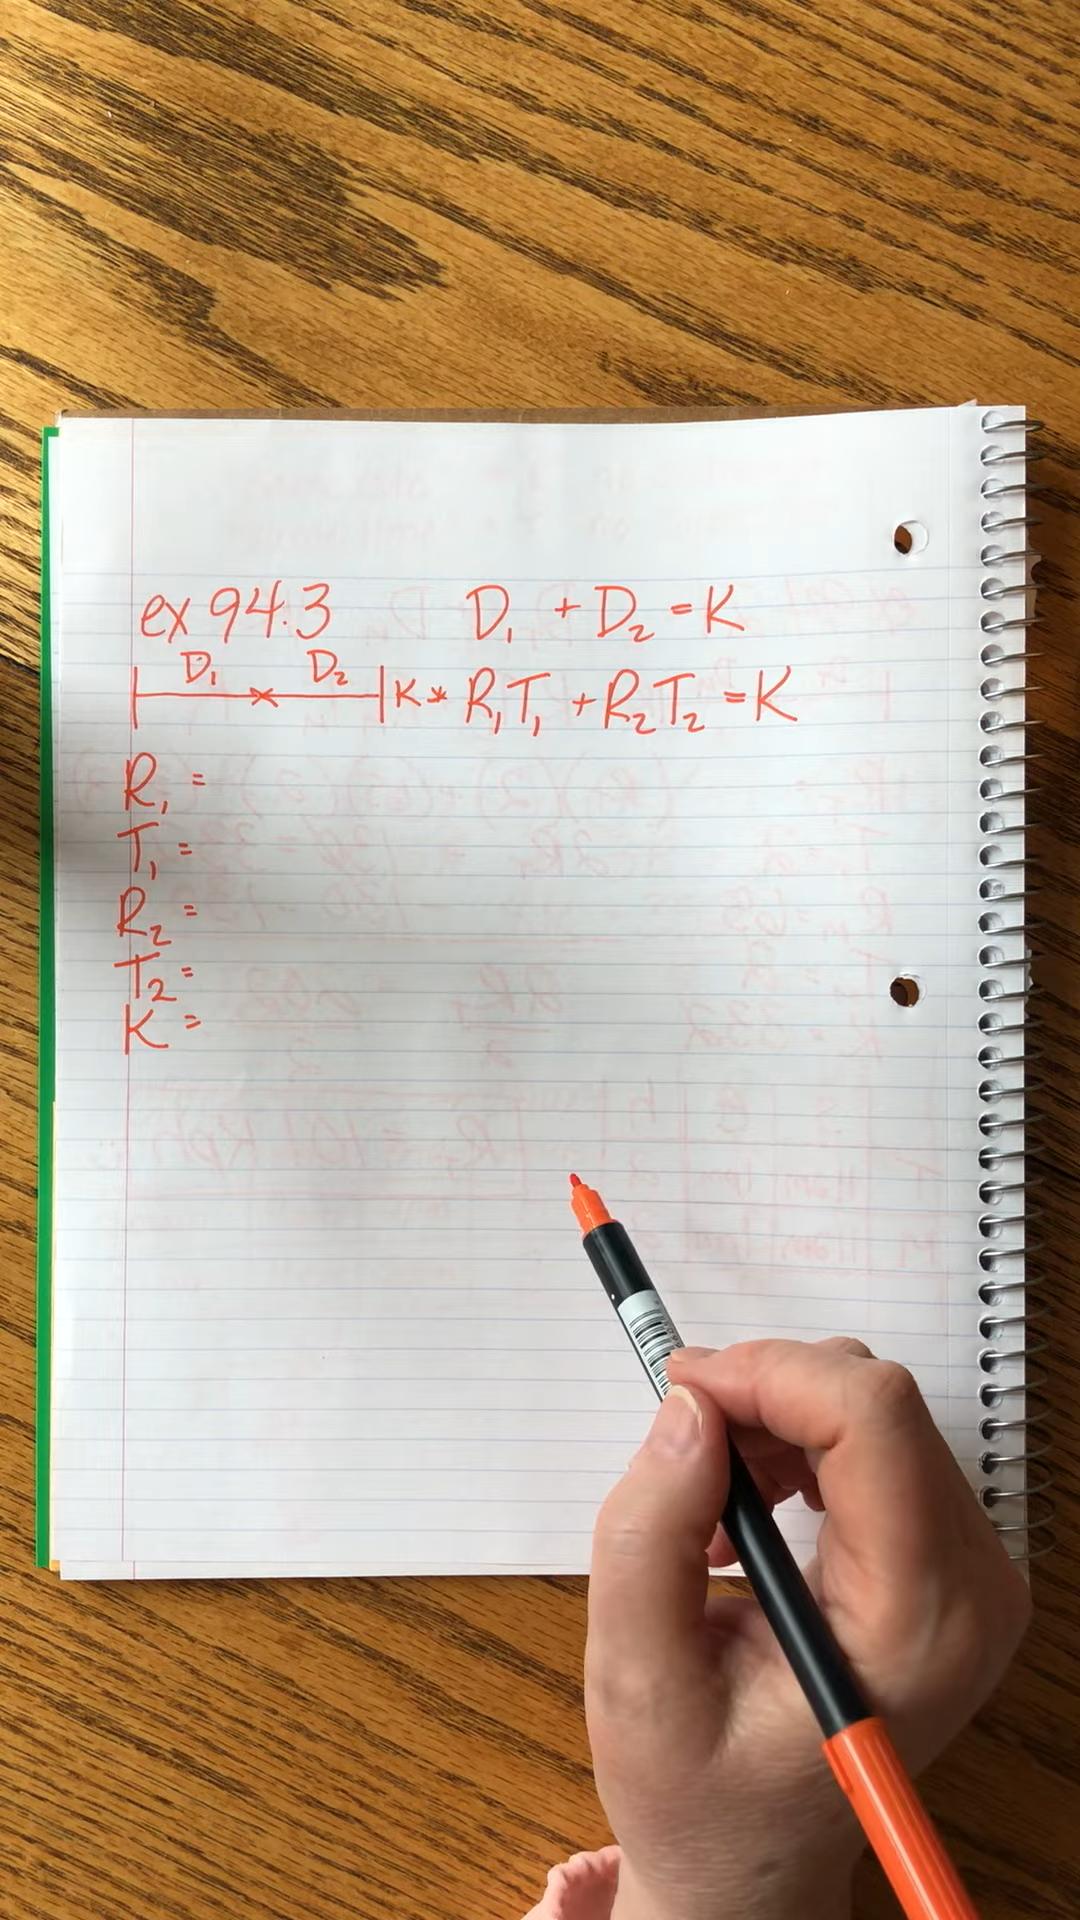 ex 94.3 D₁ + D₂ = K
D₁ D₂
K * R₁T₁ + R₂T₂ = K
R₁ =
T₁ =
R₂ =
T₂ =
K =